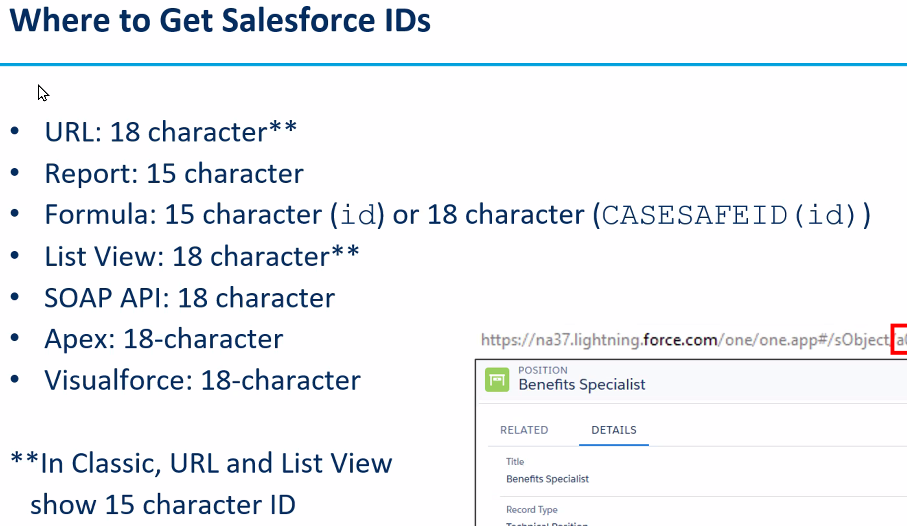 Where to Get Salesforce IDs
• URL: 18 character**
• Report: 15 character
• Formula: 15 character (id) or 18 character (CASESAFEID(id))
• List View: 18 character**
• SOAP API: 18 character
• Apex: 18-character
• Visualforce: 18-character
**In Classic, URL and List View
show 15 character ID
https://na37.lightning.force.com/one/one.app#/sObject/a
POSITION
Benefits Specialist
RELATED DETAILS
Title
Benefits Specialist
Record Type
Technical Position